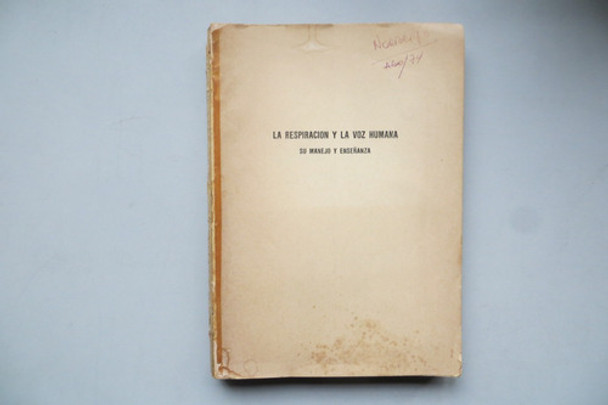 LA RESPIRACION Y LA VOZ HUMANA
SU MANEJO Y ENSEÑANZA